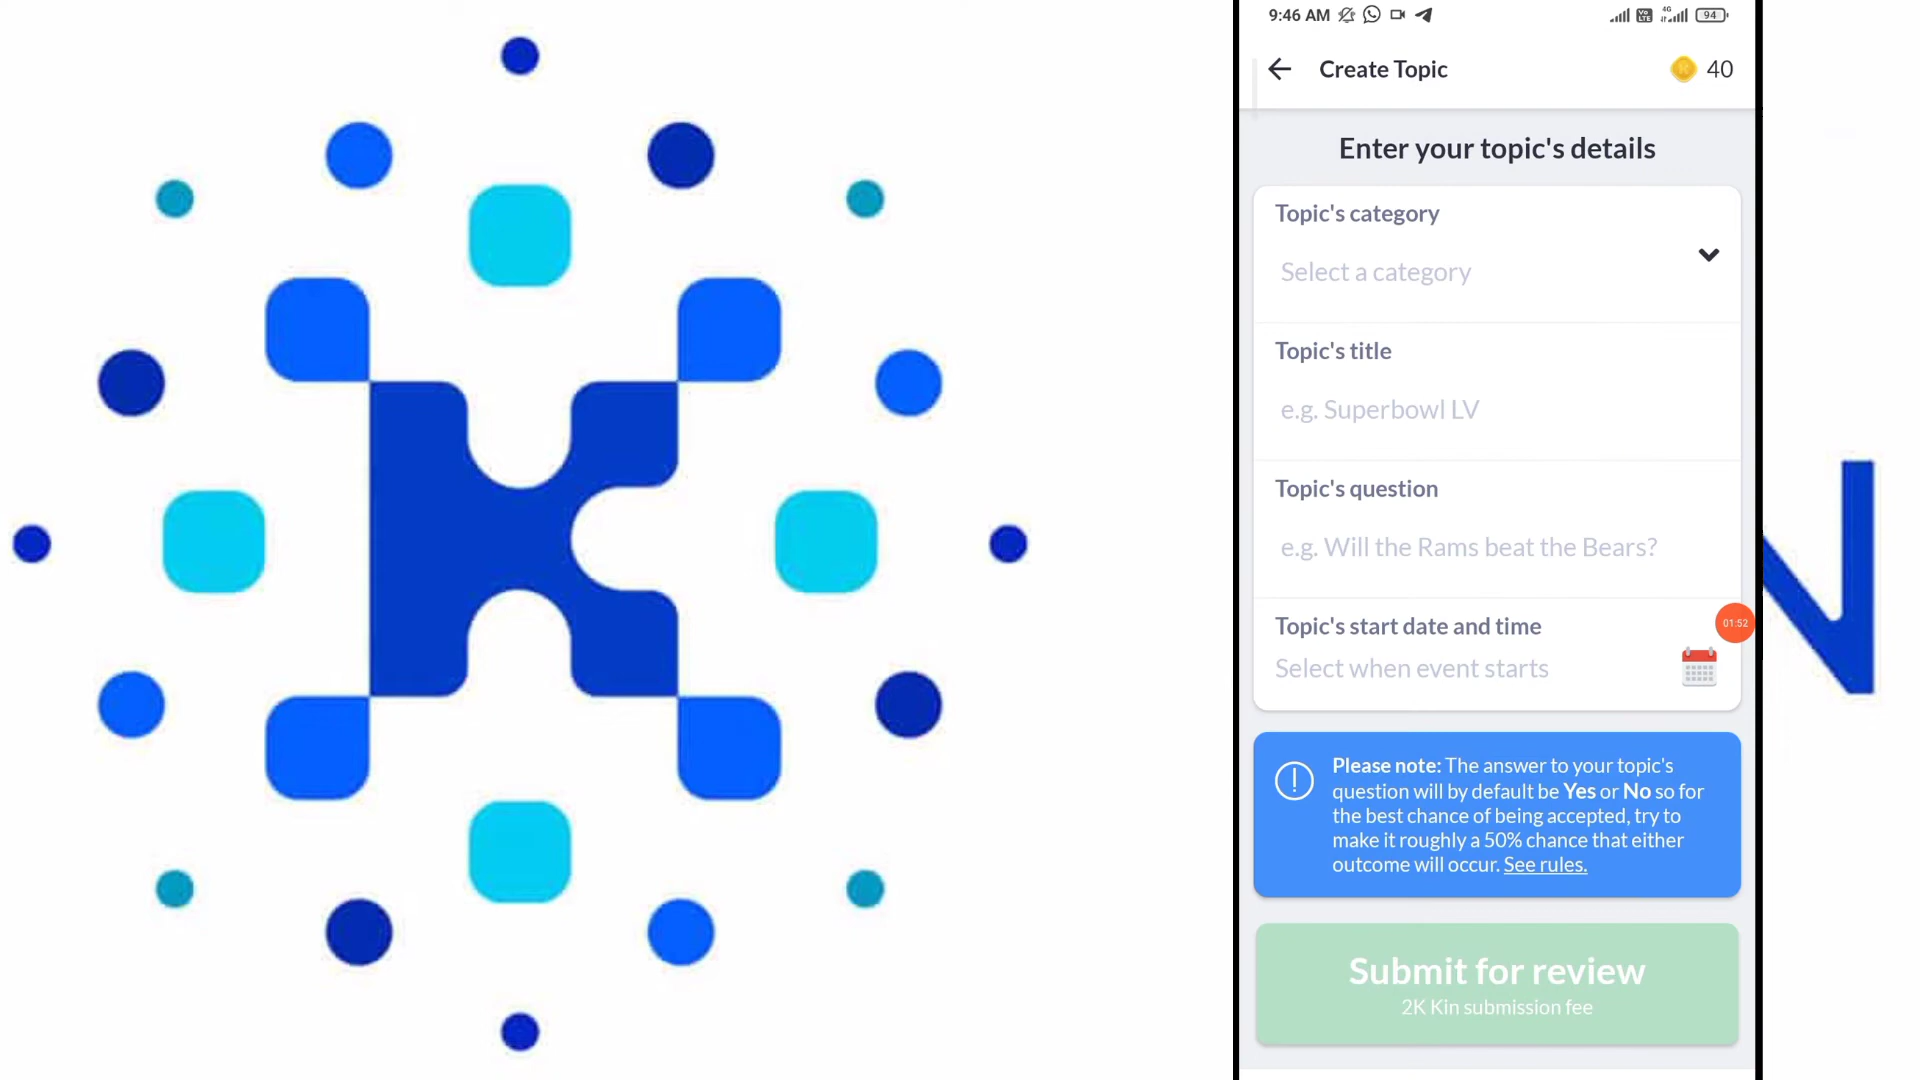 9:46 AM
Vo
LTE
4G
94
Create Topic
40
Enter your topic's details
Topic's category
Select a category
Topic's title
e.g. Superbowl LV
Topic's question
e.g. Will the Rams beat the Bears?
Topic's start date and time
01:52
Select when event starts
Please note: The answer to your topic's
question will by default be Yes or No so for
the best chance of being accepted, try to
make it roughly a 50% chance that either
outcome will occur. See rules.
Submit for review
2K Kin submission fee
K
N